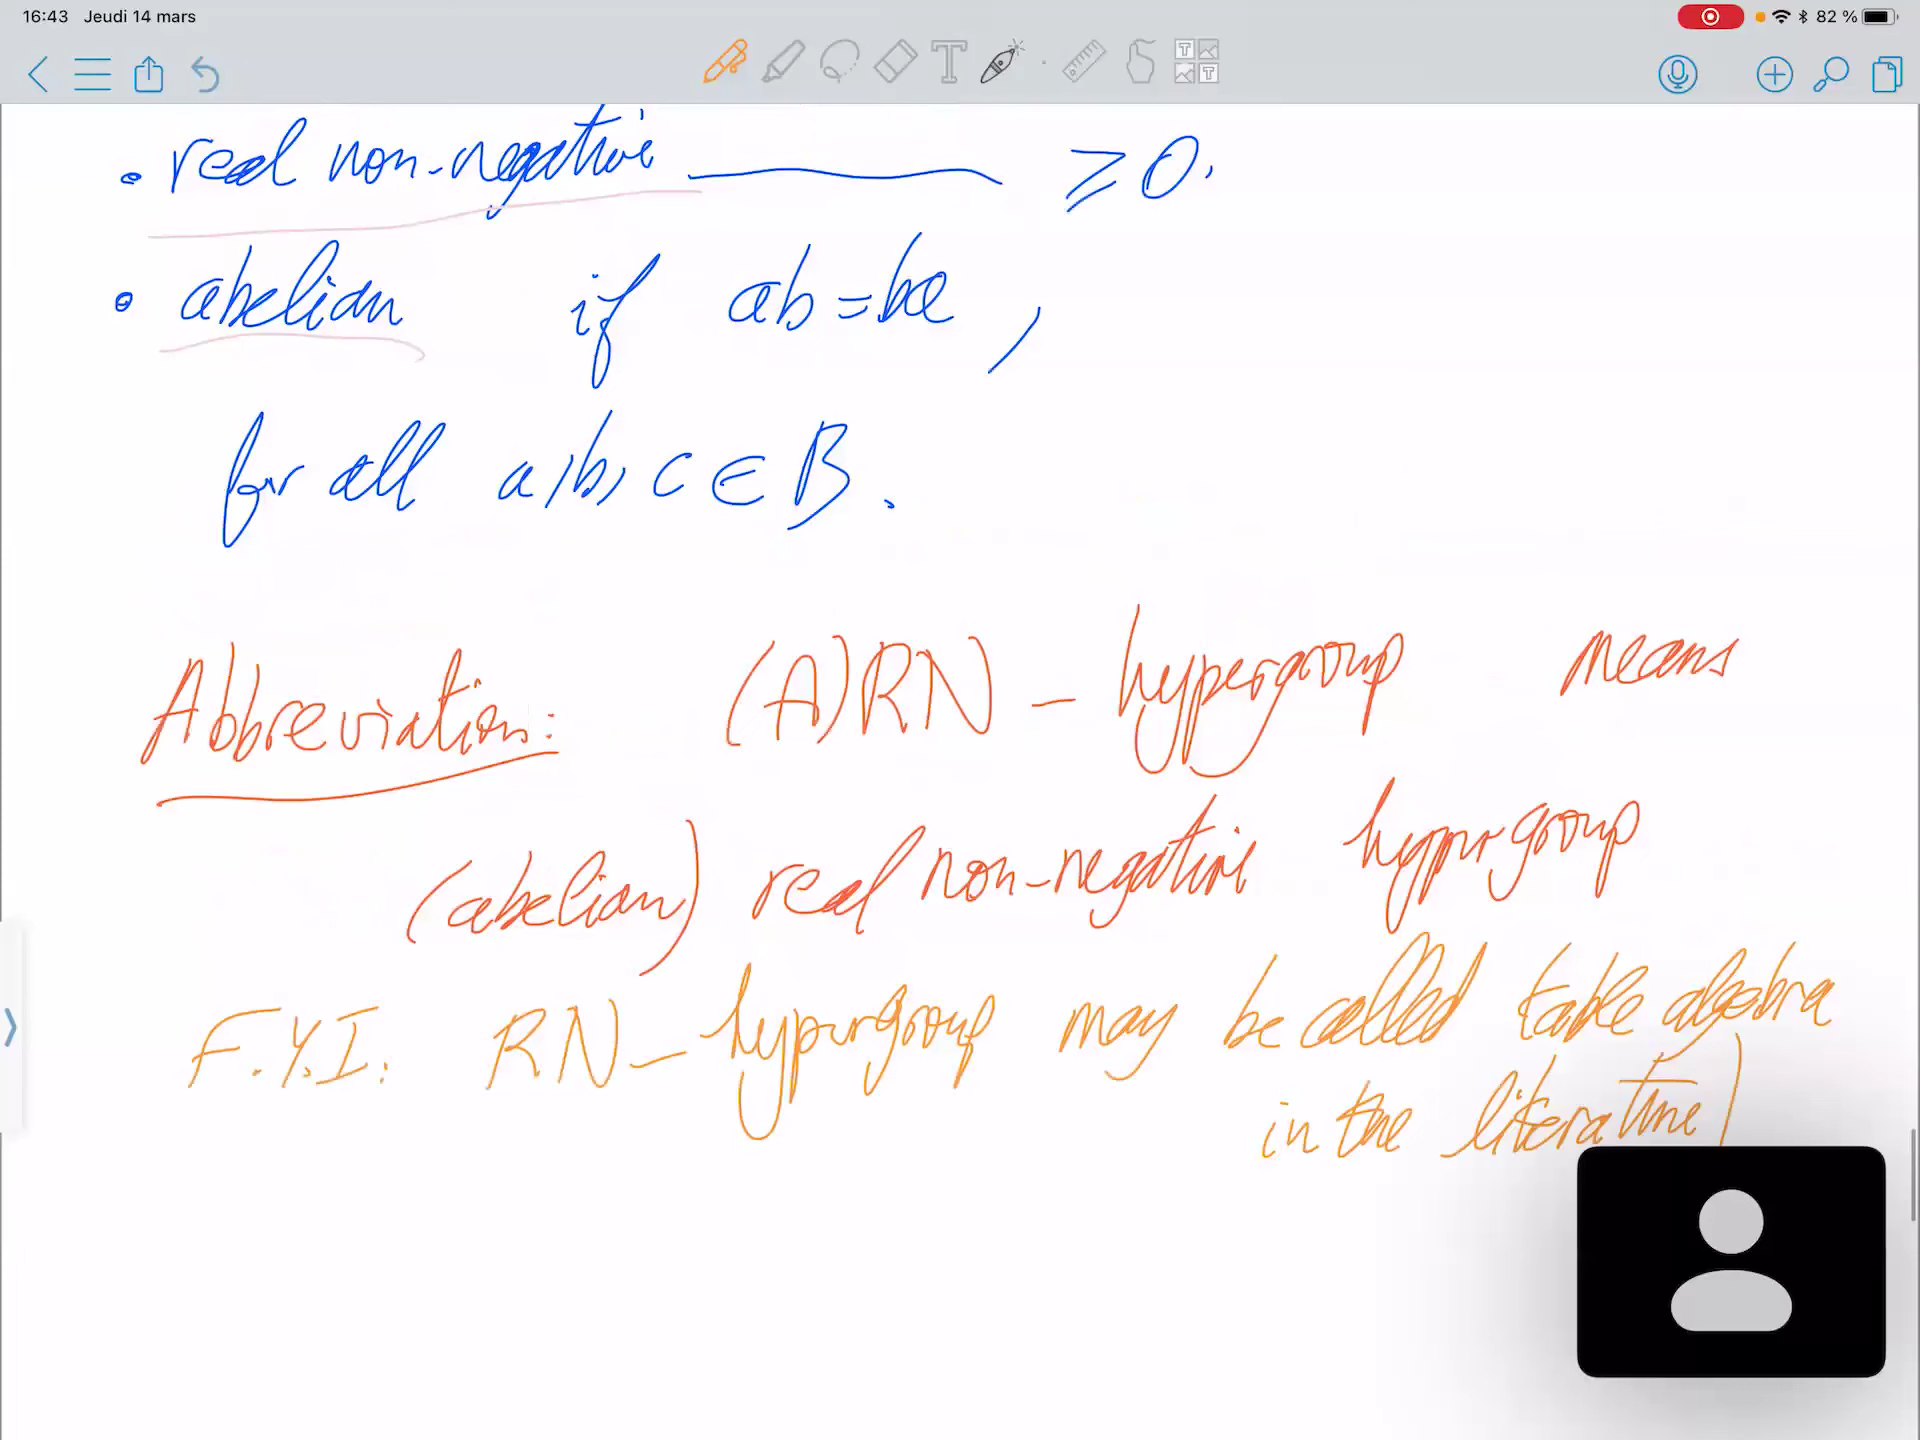 16:43 Jeudi 14 mars 82 %
• real non-negative ——— ≥ 0.
• abelian if ab = ba,
for all a, b, c ∈ B.
Abbreviation: (A)RN - hypergroup means
(abelian) real non-negative hypergroup
F.Y.I: RN - hypergroup may be called table algebra
in the literature)